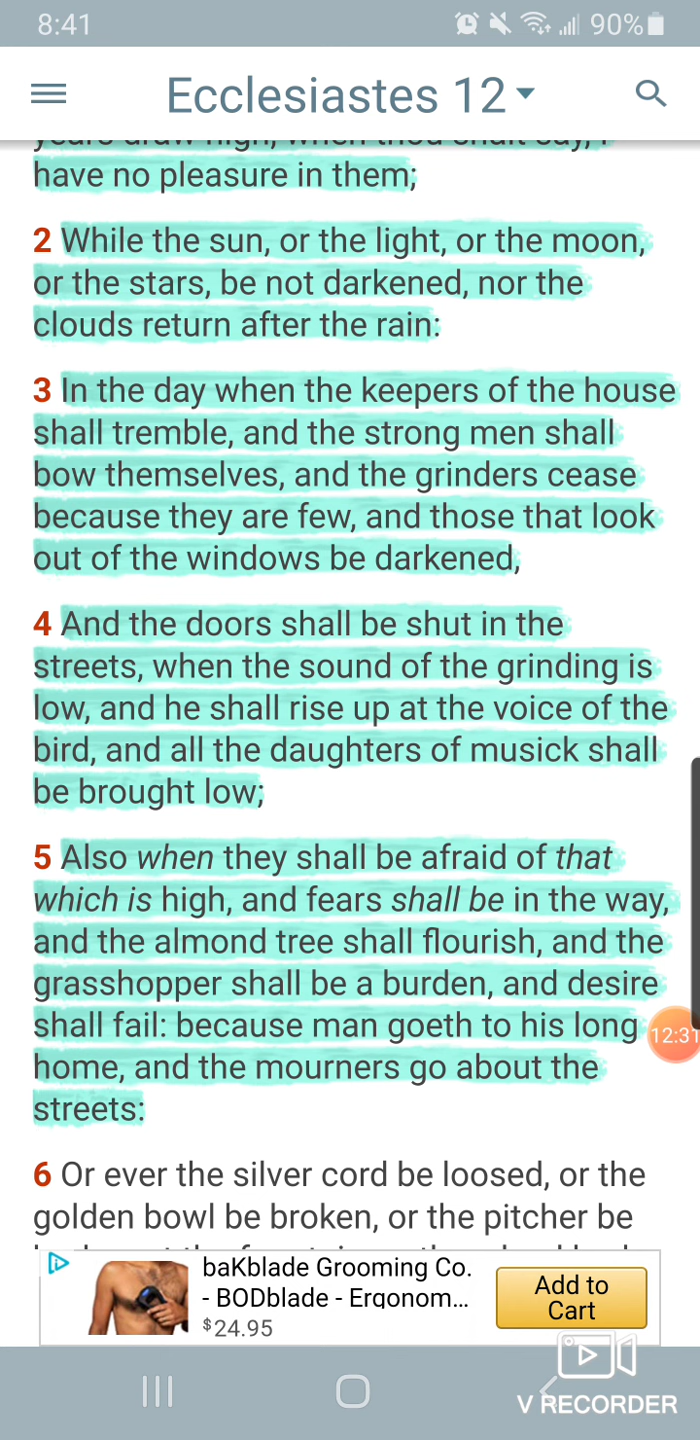 8:41
90%
Ecclesiastes 12
years draw nigh, when thou shalt say, I
have no pleasure in them;
2 While the sun, or the light, or the moon,
or the stars, be not darkened, nor the
clouds return after the rain:
3 In the day when the keepers of the house
shall tremble, and the strong men shall
bow themselves, and the grinders cease
because they are few, and those that look
out of the windows be darkened,
4 And the doors shall be shut in the
streets, when the sound of the grinding is
low, and he shall rise up at the voice of the
bird, and all the daughters of musick shall
be brought low;
5 Also when they shall be afraid of that
which is high, and fears shall be in the way,
and the almond tree shall flourish, and the
grasshopper shall be a burden, and desire
shall fail: because man goeth to his long
home, and the mourners go about the
streets:
12:31
6 Or ever the silver cord be loosed, or the
golden bowl be broken, or the pitcher be
baKblade Grooming Co.
- BODblade - Ergonom...
$24.95
Add to
Cart
V RECORDER